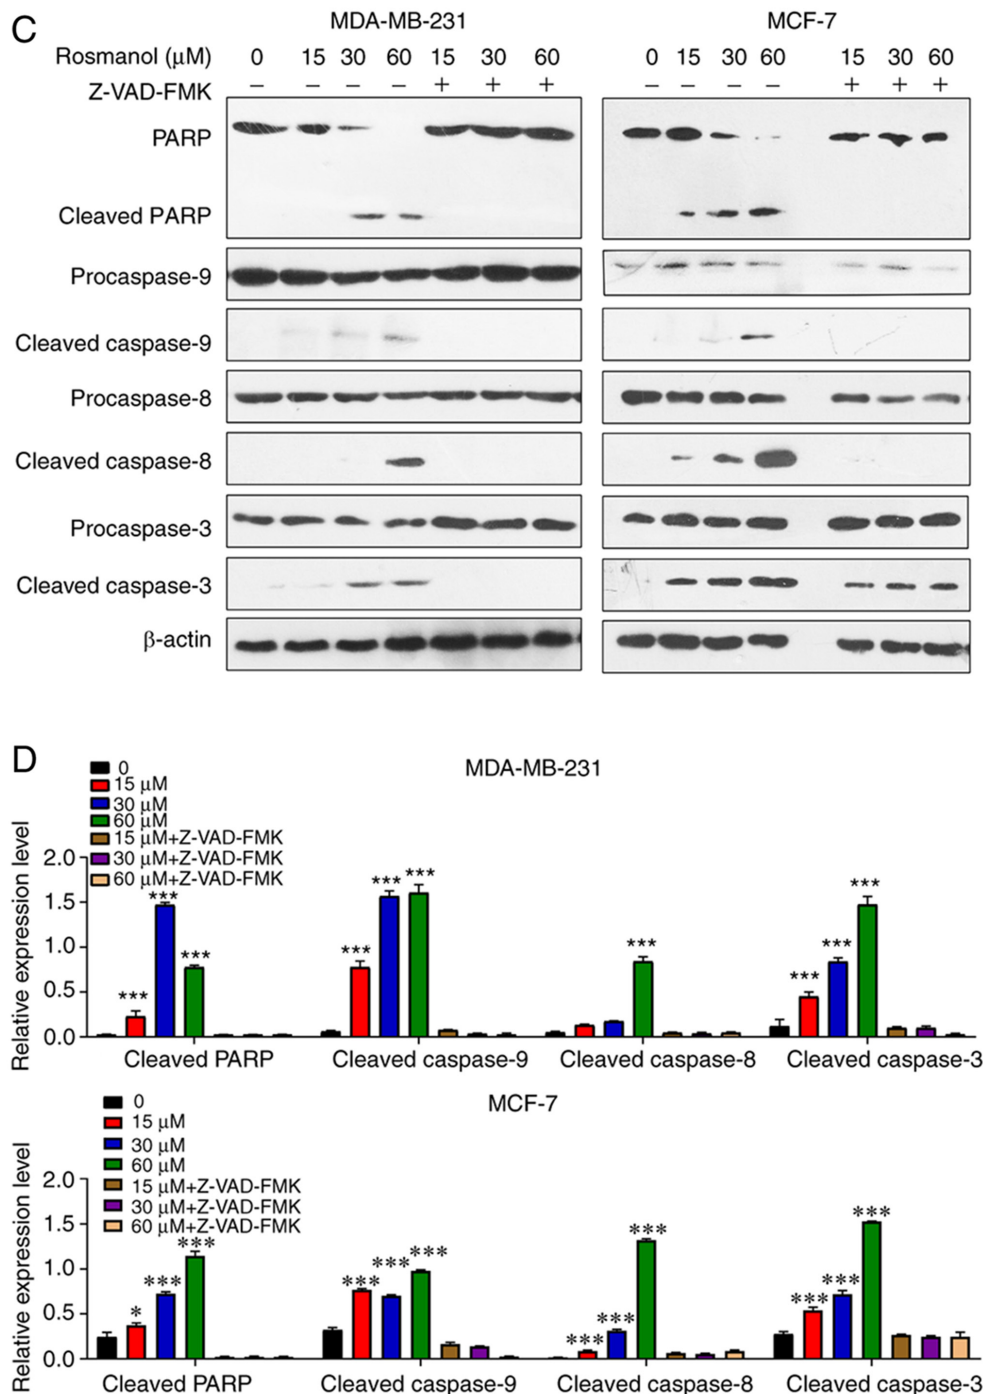 C
MDA-MB-231 MCF-7
Rosmanol (μM) 0 15 30 60 15 30 60 0 15 30 60 15 30 60
Z-VAD-FMK − − − − + + + − − − − + + +
PARP
Cleaved PARP
Procaspase-9
Cleaved caspase-9
Procaspase-8
Cleaved caspase-8
Procaspase-3
Cleaved caspase-3
β-actin
D
MDA-MB-231
0
15 μM
30 μM
60 μM
15 μM+Z-VAD-FMK
30 μM+Z-VAD-FMK
60 μM+Z-VAD-FMK
Relative expression level
2.0
1.5
1.0
0.5
0.0
*** *** *** *** *** *** *** *** *** ***
Cleaved PARP Cleaved caspase-9 Cleaved caspase-8 Cleaved caspase-3
MCF-7
0
15 μM
30 μM
60 μM
15 μM+Z-VAD-FMK
30 μM+Z-VAD-FMK
60 μM+Z-VAD-FMK
Relative expression level
2.0
1.5
1.0
0.5
0.0
* *** *** *** *** *** *** *** *** *** *** ***
Cleaved PARP Cleaved caspase-9 Cleaved caspase-8 Cleaved caspase-3